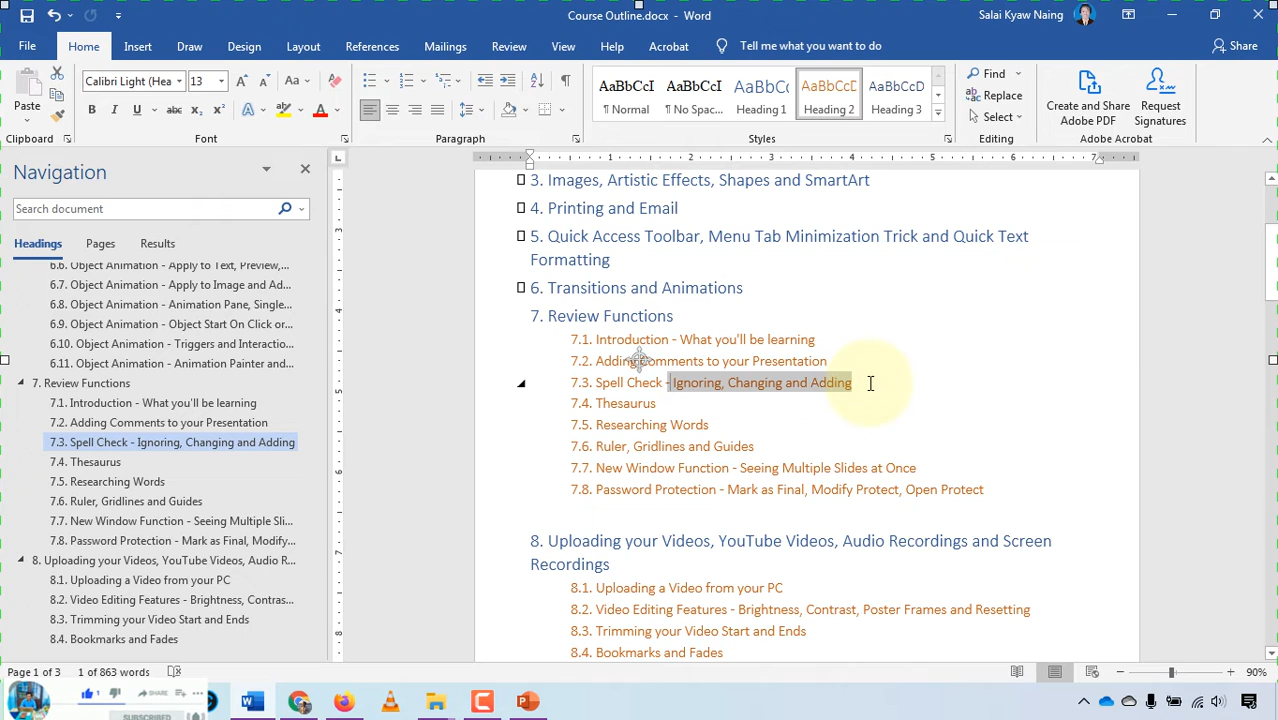 Course Outline.docx - Word
Salai Kyaw Naing
File Home Insert Draw Design Layout References Mailings Review View Help Acrobat Tell me what you want to do Share
Paste
Calibri Light (Hea 13
Clipboard
Font
Paragraph
AaBbCcI AaBbCcI AaBbCcI AaBbCcE AaBbCcI
¶ Normal ¶ No Spac... Heading 1 Heading 2 Heading 3
Styles
Find
Replace
Select
Editing
Create and Share Adobe PDF
Request Signatures
Adobe Acrobat
Navigation
Search document
Headings Pages Results
6.6. Object Animation - Apply to Text, Preview,...
6.7. Object Animation - Apply to Image and Ad...
6.8. Object Animation - Animation Pane, Single...
6.9. Object Animation - Object Start On Click or...
6.10. Object Animation - Triggers and Interactio...
6.11. Object Animation - Animation Painter and...
7. Review Functions
7.1. Introduction - What you'll be learning
7.2. Adding Comments to your Presentation
7.3. Spell Check - Ignoring, Changing and Adding
7.4. Thesaurus
7.5. Researching Words
7.6. Ruler, Gridlines and Guides
7.7. New Window Function - Seeing Multiple Sli...
7.8. Password Protection - Mark as Final, Modify...
8. Uploading your Videos, YouTube Videos, Audio R...
8.1. Uploading a Video from your PC
8.2. Video Editing Features - Brightness, Contras...
8.3. Trimming your Video Start and Ends
8.4. Bookmarks and Fades
3. Images, Artistic Effects, Shapes and SmartArt
4. Printing and Email
5. Quick Access Toolbar, Menu Tab Minimization Trick and Quick Text
Formatting
6. Transitions and Animations
7. Review Functions
7.1. Introduction - What you'll be learning
7.2. Adding Comments to your Presentation
7.3. Spell Check - Ignoring, Changing and Adding
7.4. Thesaurus
7.5. Researching Words
7.6. Ruler, Gridlines and Guides
7.7. New Window Function - Seeing Multiple Slides at Once
7.8. Password Protection - Mark as Final, Modify Protect, Open Protect
8. Uploading your Videos, YouTube Videos, Audio Recordings and Screen
Recordings
8.1. Uploading a Video from your PC
8.2. Video Editing Features - Brightness, Contrast, Poster Frames and Resetting
8.3. Trimming your Video Start and Ends
8.4. Bookmarks and Fades
Page 1 of 3 1 of 863 words
90%
1 SHARE
SUBSCRIBED